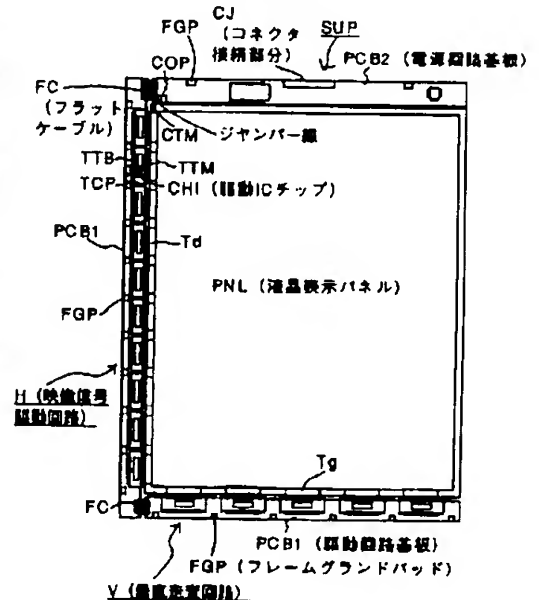 FGP
CJ
(コネクタ
接続部分)
SUP
COP
PCB2 (電源回路基板)
FC
(フラット
ケーブル)
CTM
ジャンパー線
TTB
TTM
TCP
CHI (駆動ICチップ)
PCB1
Td
PNL (液晶表示パネル)
FGP
H (映像信号
駆動回路)
Tg
FC
PCB1 (駆動回路基板)
FGP (フレームグランドパッド)
V (垂直走査回路)